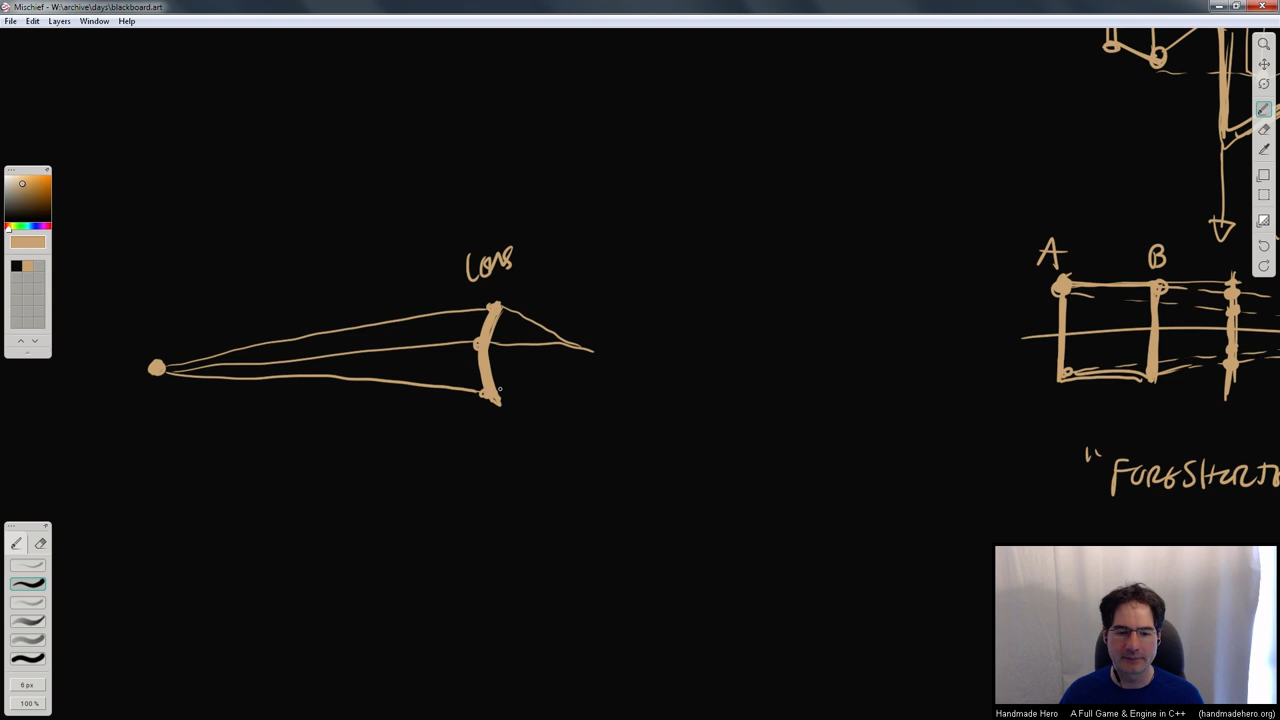 Mischief - W:\archive\days\blackboard.art
File Edit Layers Window Help
Lens
A B
"FORESHORTE
6 px
100 %
Handmade Hero A Full Game & Engine in C++ (handmadehero.org)